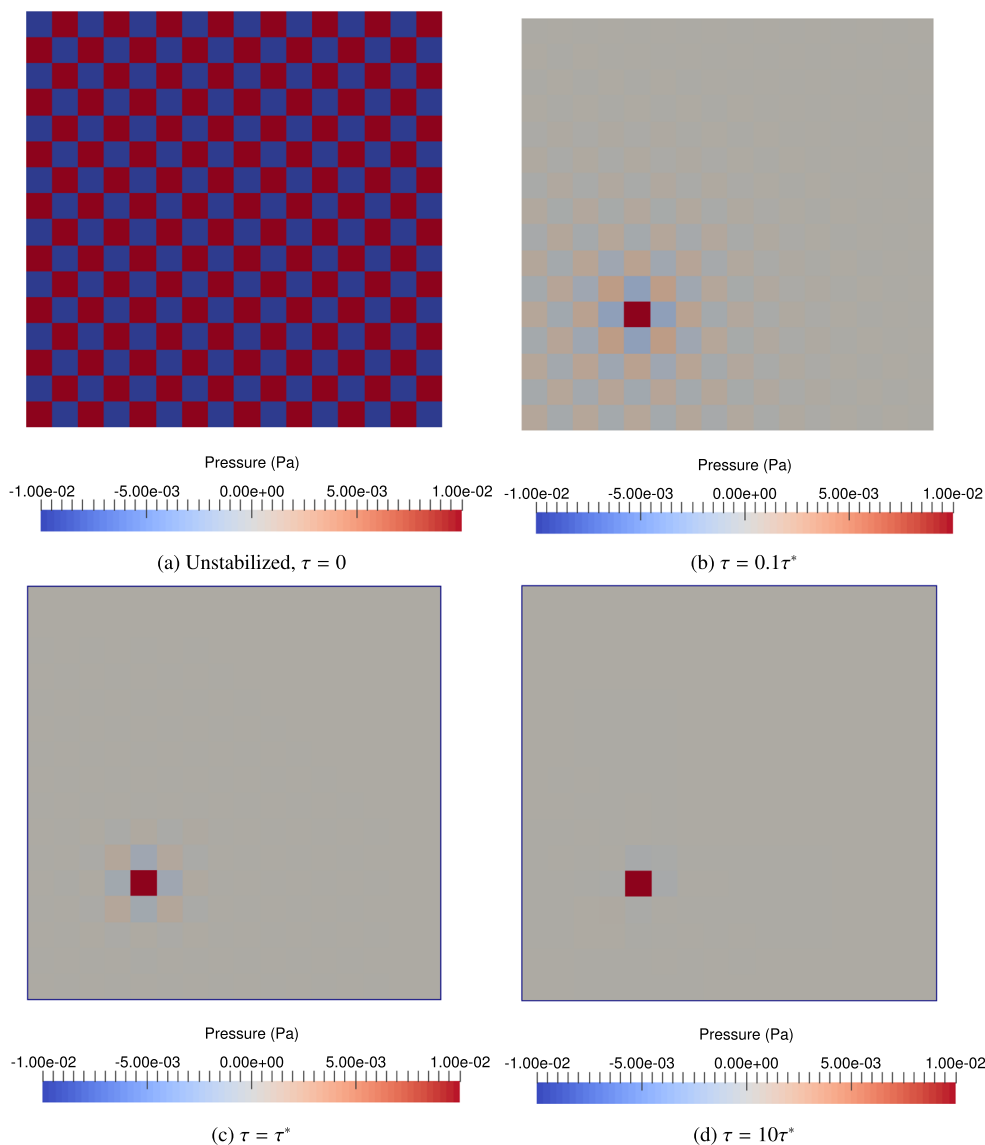 Pressure (Pa)
-1.00e-02 -5.00e-03 0.00e+00 5.00e-03 1.00e-02
(a) Unstabilized, τ = 0
Pressure (Pa)
-1.00e-02 -5.00e-03 0.00e+00 5.00e-03 1.00e-02
(b) τ = 0.1τ*
Pressure (Pa)
-1.00e-02 -5.00e-03 0.00e+00 5.00e-03 1.00e-02
(c) τ = τ*
Pressure (Pa)
-1.00e-02 -5.00e-03 0.00e+00 5.00e-03 1.00e-02
(d) τ = 10τ*